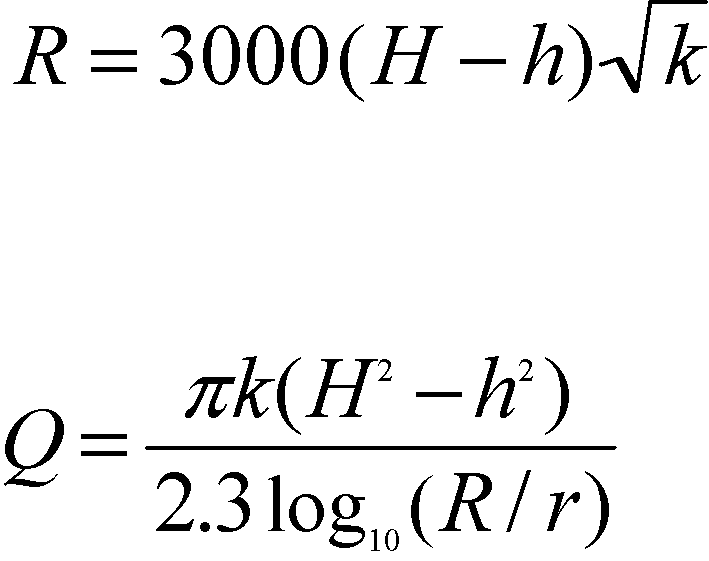 R = 3000(H − h)√k
Q = πk(H² − h²) / 2.3 log₁₀(R / r)